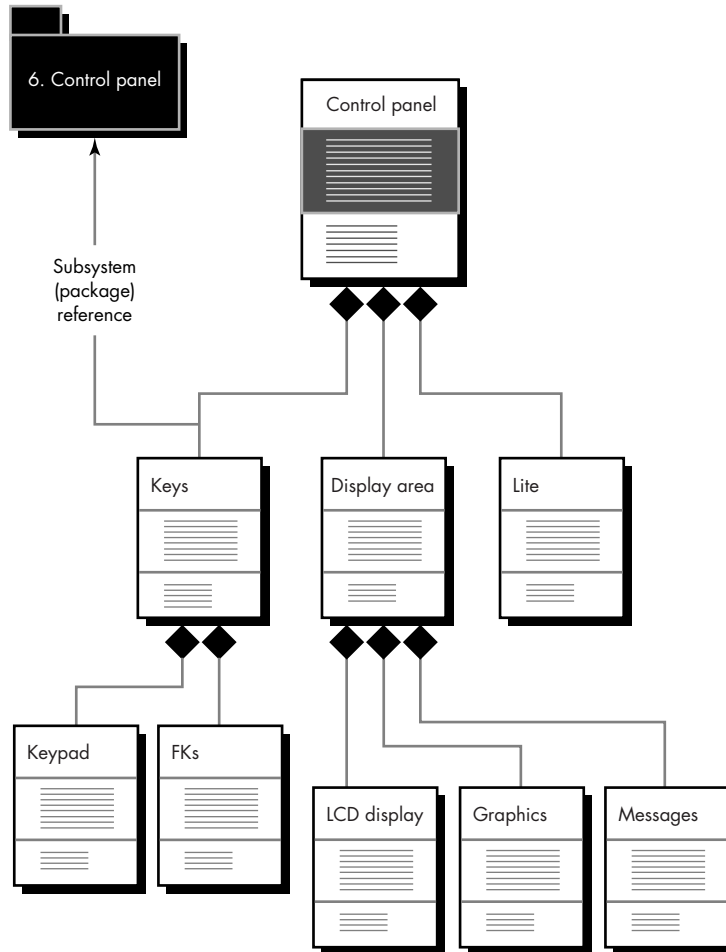 6. Control panel
Control panel
Subsystem
(package)
reference
Keys
Display area
Lite
Keypad
FKs
LCD display
Graphics
Messages